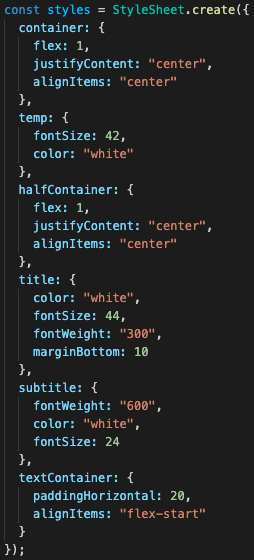 const styles = StyleSheet.create({
  container: {
    flex: 1,
    justifyContent: "center",
    alignItems: "center"
  },
  temp: {
    fontSize: 42,
    color: "white"
  },
  halfContainer: {
    flex: 1,
    justifyContent: "center",
    alignItems: "center"
  },
  title: {
    color: "white",
    fontSize: 44,
    fontWeight: "300",
    marginBottom: 10
  },
  subtitle: {
    fontWeight: "600",
    color: "white",
    fontSize: 24
  },
  textContainer: {
    paddingHorizontal: 20,
    alignItems: "flex-start"
  }
});